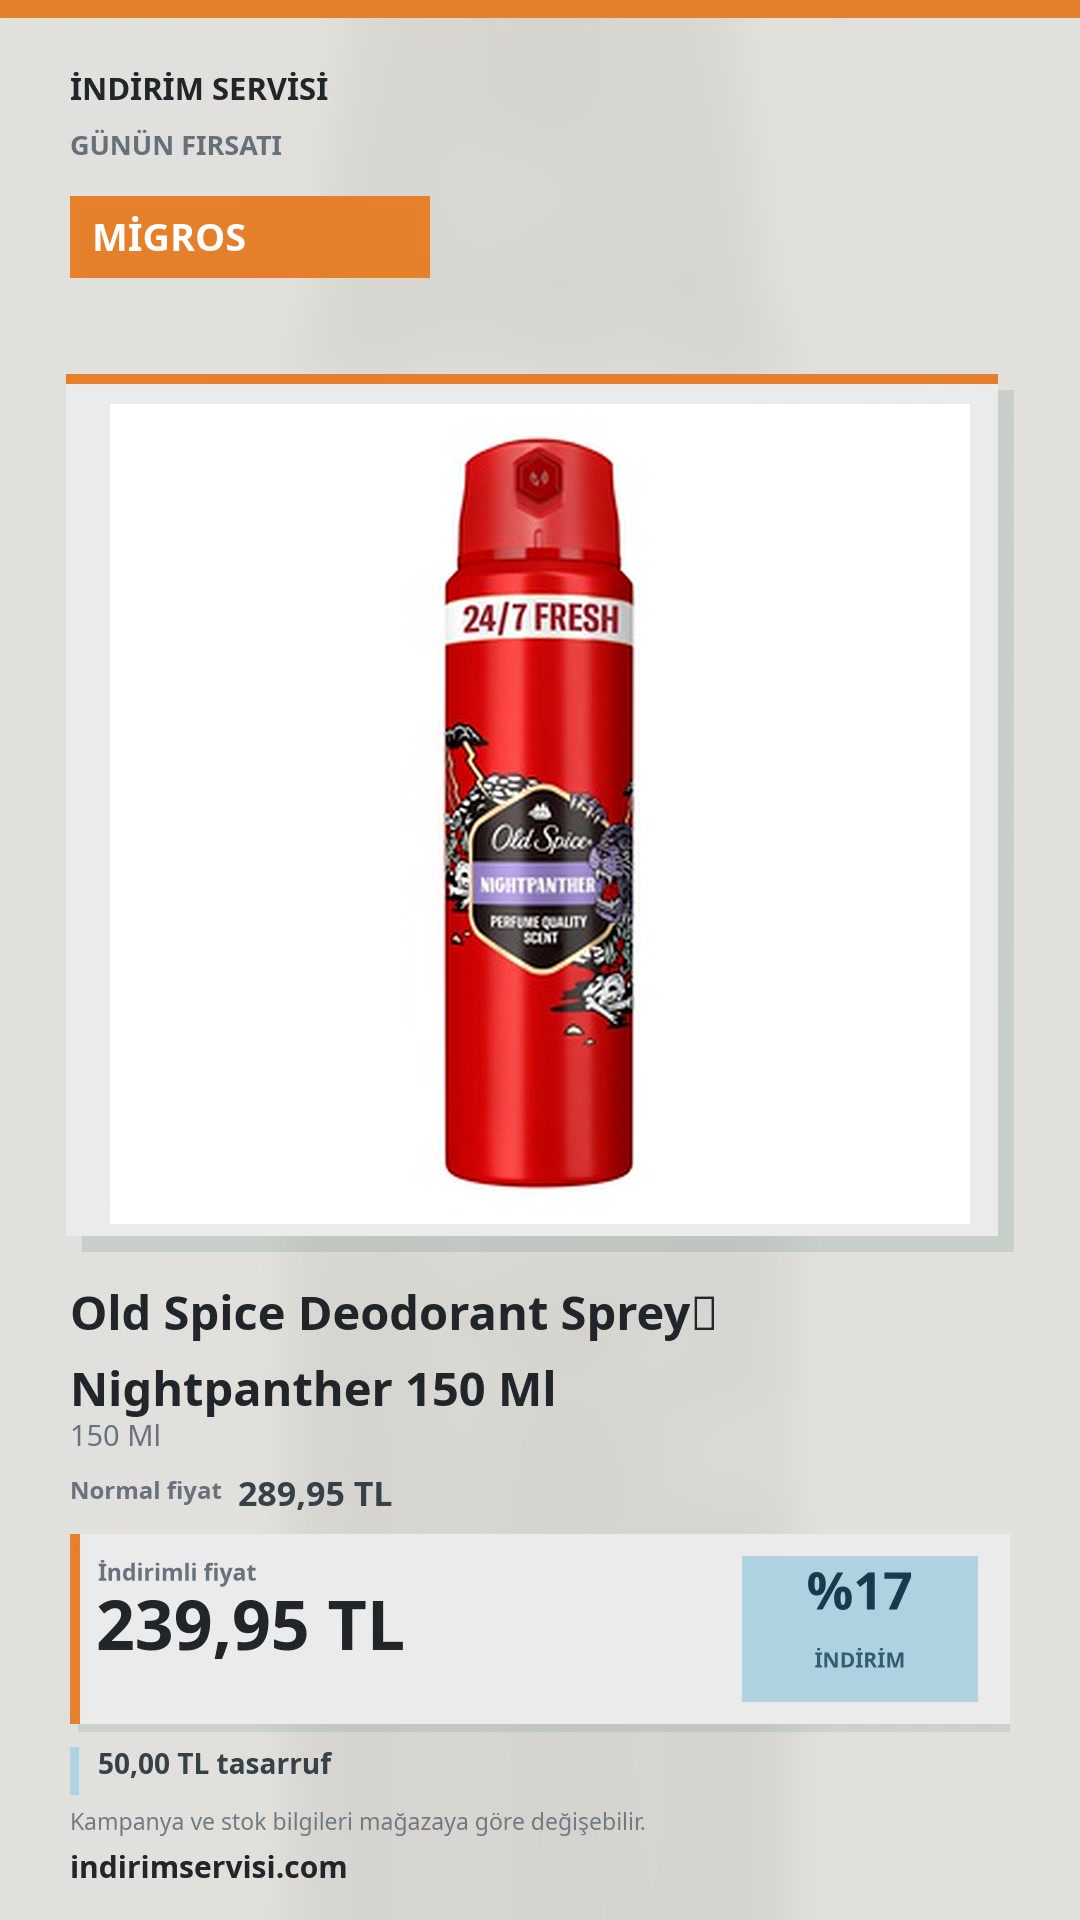 İNDİRİM SERVİSİ
GÜNÜN FIRSATI
MİGROS
24/7 FRESH
Old Spice
NIGHTPANTHER
PERFUME QUALITY
SCENT
Old Spice Deodorant Sprey
Nightpanther 150 Ml
150 Ml
Normal fiyat 289,95 TL
İndirimli fiyat
239,95 TL
%17
İNDİRİM
50,00 TL tasarruf
Kampanya ve stok bilgileri mağazaya göre değişebilir.
indirimservisi.com